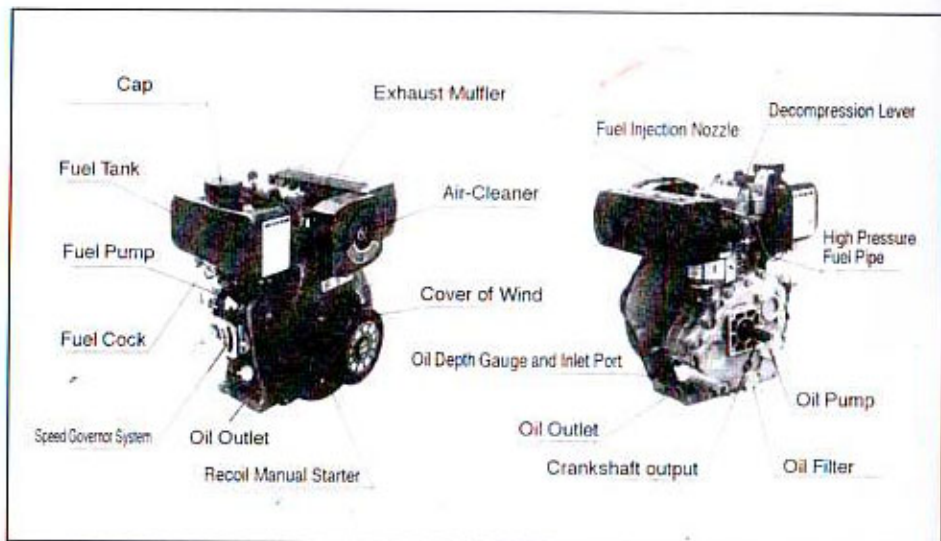 Cap
Exhaust Muffler
Fuel Tank
Air-Cleaner
Fuel Pump
Cover of Wind
Fuel Cock
Speed Governor System
Oil Outlet
Recoil Manual Starter
Decompression Lever
Fuel Injection Nozzle
High Pressure
Fuel Pipe
Oil Depth Gauge and Inlet Port
Oil Pump
Oil Outlet
Crankshaft output
Oil Filter